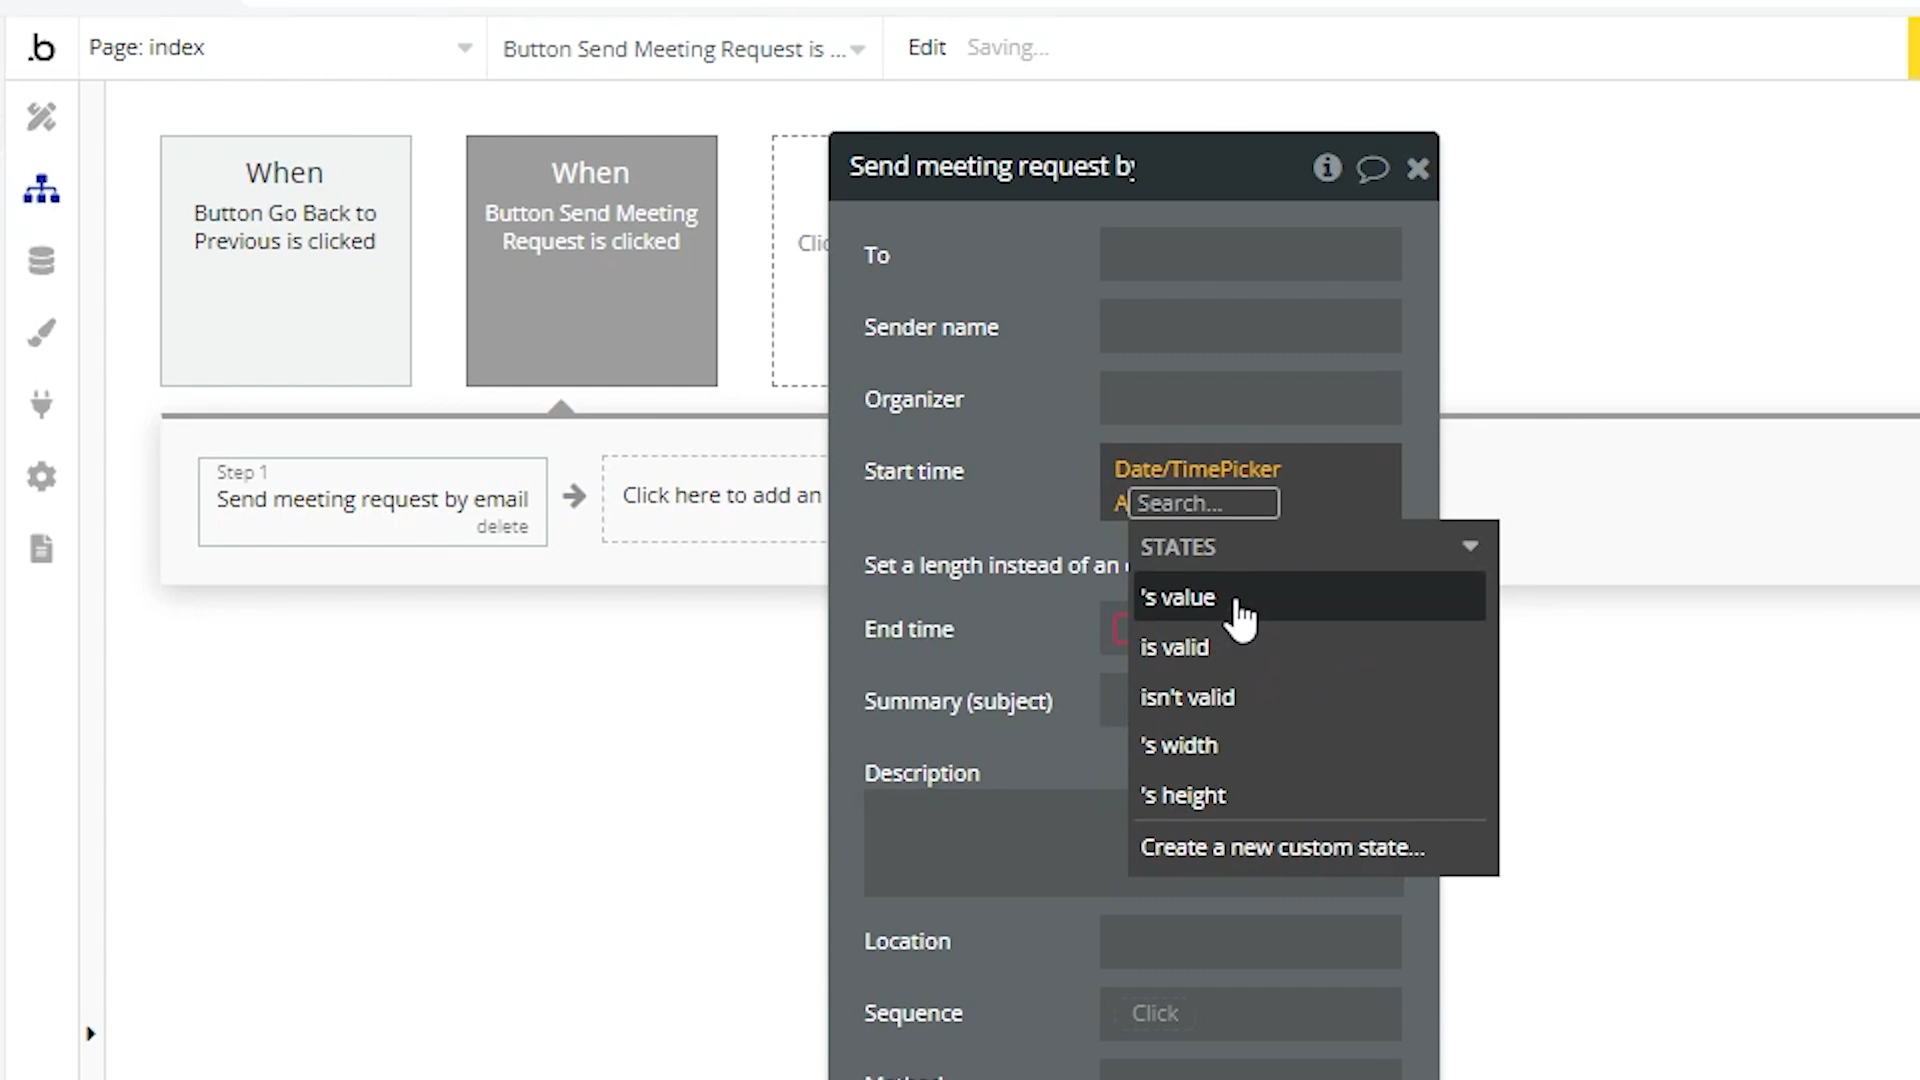 .b
Page: index
Button Send Meeting Request is ...
Edit
Saving...
When
Button Go Back to
Previous is clicked
When
Button Send Meeting
Request is clicked
Clic
Step 1
Send meeting request by email
delete
Click here to add an
Send meeting request by
To
Sender name
Organizer
Start time
Date/TimePicker
A
Search...
STATES
's value
is valid
isn't valid
's width
's height
Create a new custom state...
Set a length instead of an
End time
Summary (subject)
Description
Location
Sequence
Click